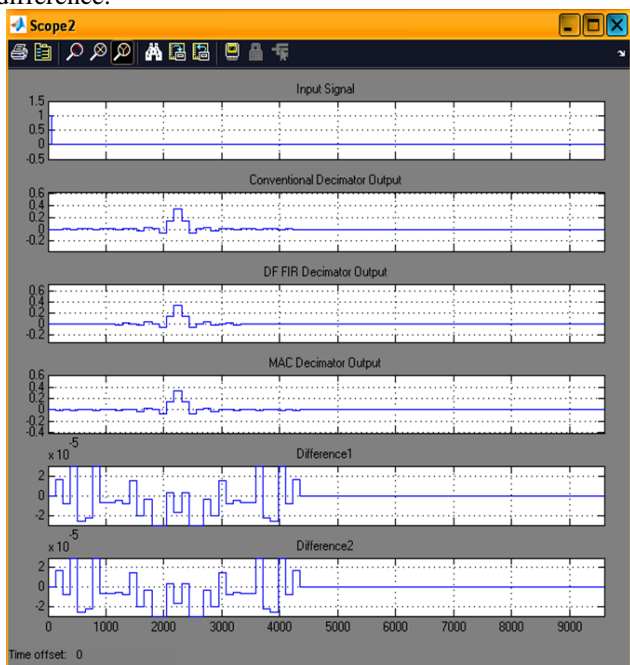 difference.
Scope2
Input Signal
1.5
1
0.5
0
-0.5
Conventional Decimator Output
0.6
0.4
0.2
0
-0.2
DF FIR Decimator Output
0.6
0.4
0.2
0
-0.2
MAC Decimator Output
0.6
0.4
0.2
0
-0.2
-0.4
x 10 -5
Difference1
2
0
-2
x 10 -5
Difference2
2
0
-2
0 1000 2000 3000 4000 5000 6000 7000 8000 9000
Time offset: 0